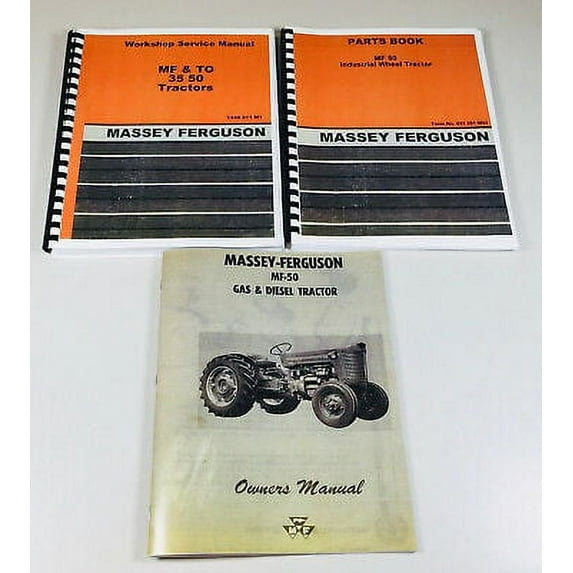 Workshop Service Manual
MF & TO
35 50
Tractors
MASSEY FERGUSON
PARTS BOOK
MF 50
Industrial Wheel Tractor
MASSEY FERGUSON
MASSEY-FERGUSON
MF-50
GAS & DIESEL TRACTOR
Owners Manual